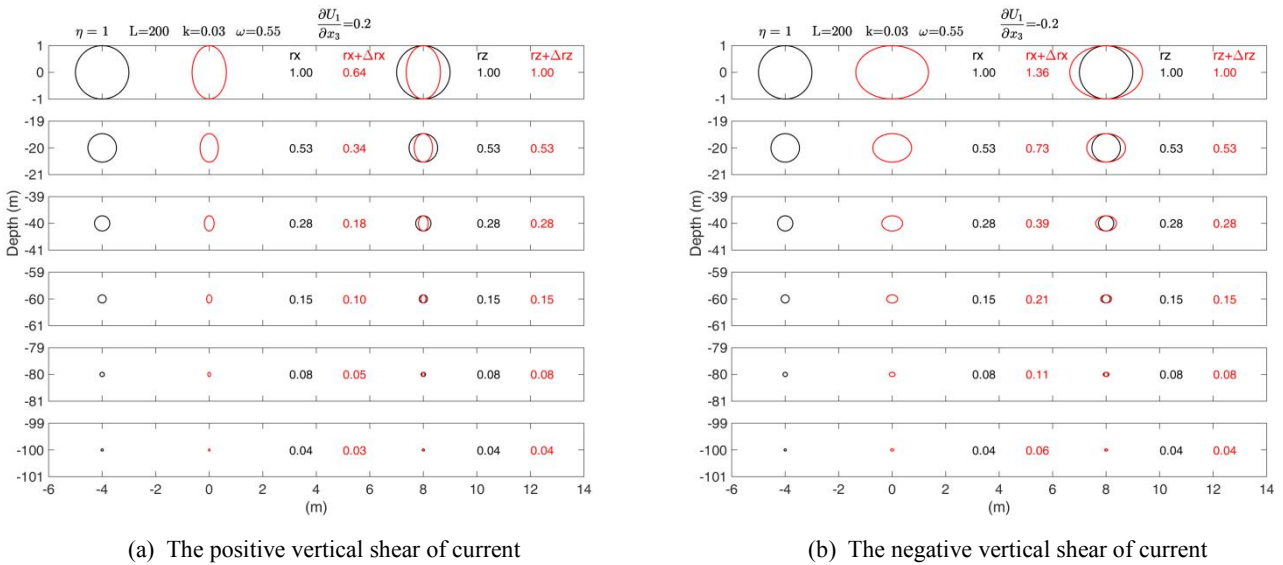 η = 1 L=200 k=0.03 ω=0.55 ∂U₁/∂x₃=0.2
1 0 -1
rx rx+Δrx rz rz+Δrz
1.00 0.64 1.00 1.00
-19 -20 -21
0.53 0.34 0.53 0.53
-39 -40 -41
0.28 0.18 0.28 0.28
-59 -60 -61
0.15 0.10 0.15 0.15
-79 -80 -81
0.08 0.05 0.08 0.08
-99 -100 -101
0.04 0.03 0.04 0.04
Depth (m)
-6 -4 -2 0 2 4 6 8 10 12 14
(m)
(a) The positive vertical shear of current
η = 1 L=200 k=0.03 ω=0.55 ∂U₁/∂x₃=-0.2
1 0 -1
rx rx+Δrx rz rz+Δrz
1.00 1.36 1.00 1.00
-19 -20 -21
0.53 0.73 0.53 0.53
-39 -40 -41
0.28 0.39 0.28 0.28
-59 -60 -61
0.15 0.21 0.15 0.15
-79 -80 -81
0.08 0.11 0.08 0.08
-99 -100 -101
0.04 0.06 0.04 0.04
Depth (m)
-6 -4 -2 0 2 4 6 8 10 12 14
(m)
(b) The negative vertical shear of current